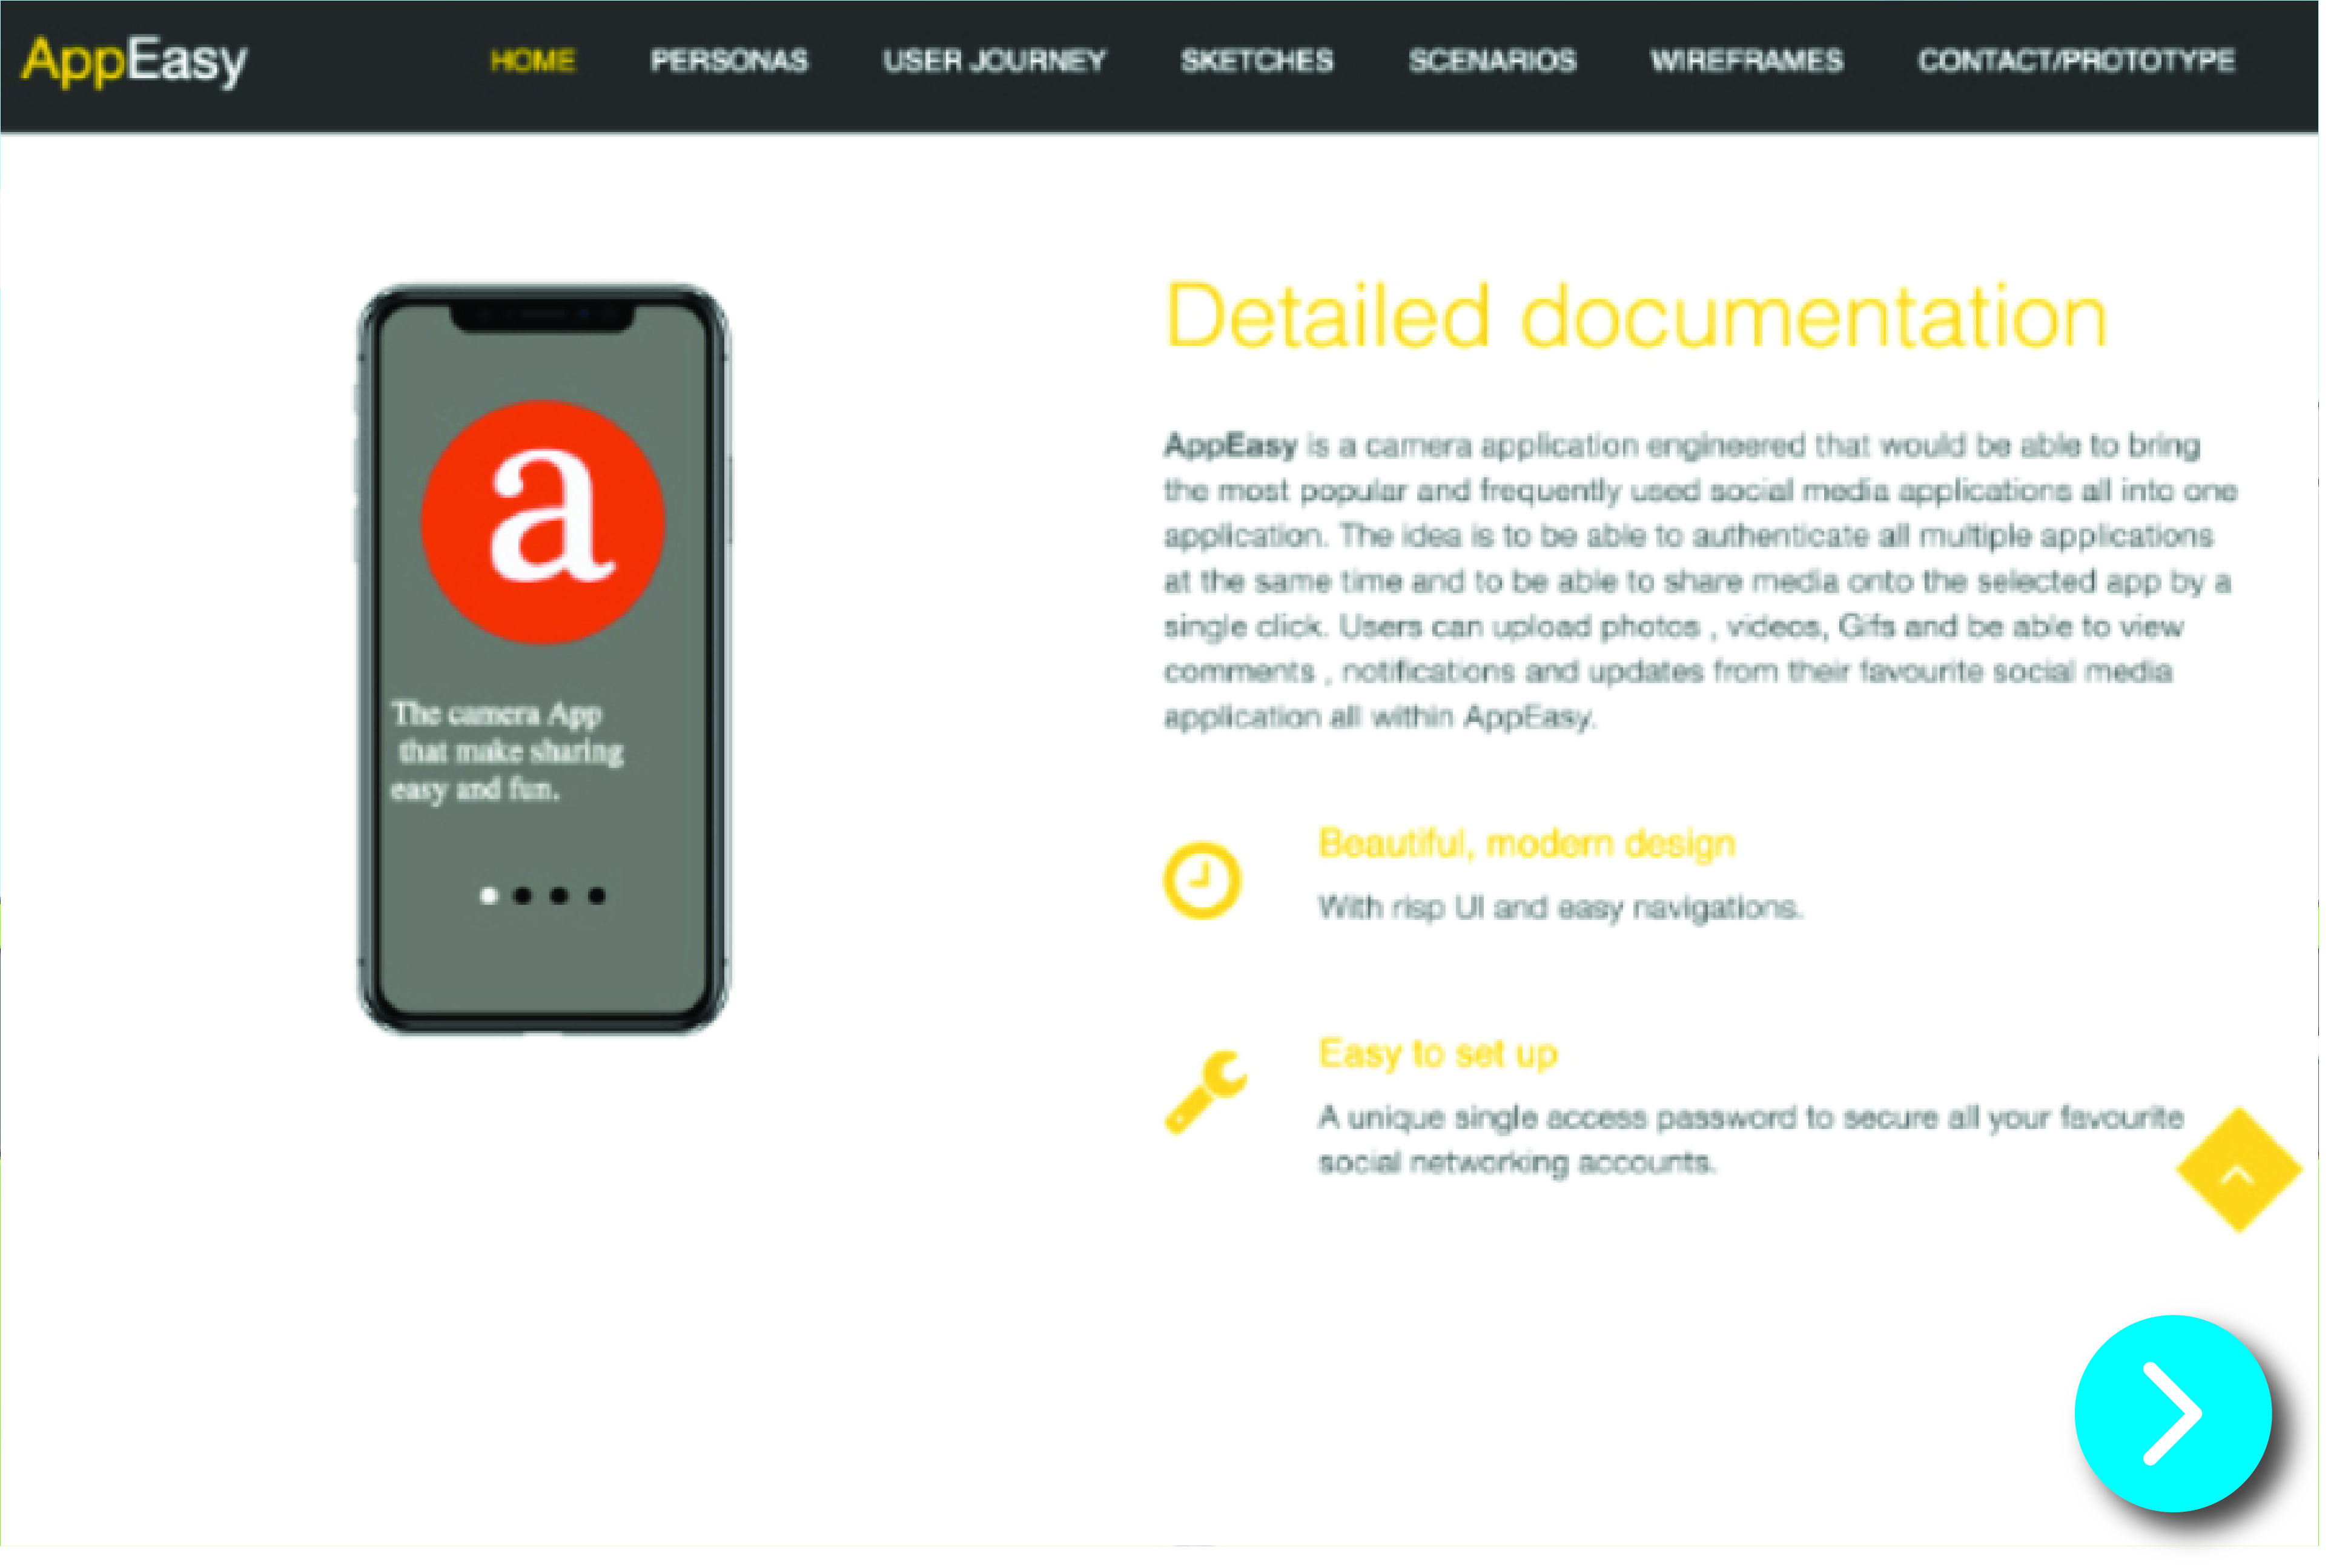 AppEasy HOME PERSONAS USER JOURNEY SKETCHES SCENARIOS WIREFRAMES CONTACT/PROTOTYPE
a
The camera App
that make sharing
easy and fun.
Detailed documentation
AppEasy is a camera application engineered that would be able to bring
the most popular and frequently used social media applications all into one
application. The idea is to be able to authenticate all multiple applications
at the same time and to be able to share media onto the selected app by a
single click. Users can upload photos , videos, Gifs and be able to view
comments , notifications and updates from their favourite social media
application all within AppEasy.
Beautiful, modern design
With risp UI and easy navigations.
Easy to set up
A unique single access password to secure all your favourite
social networking accounts.